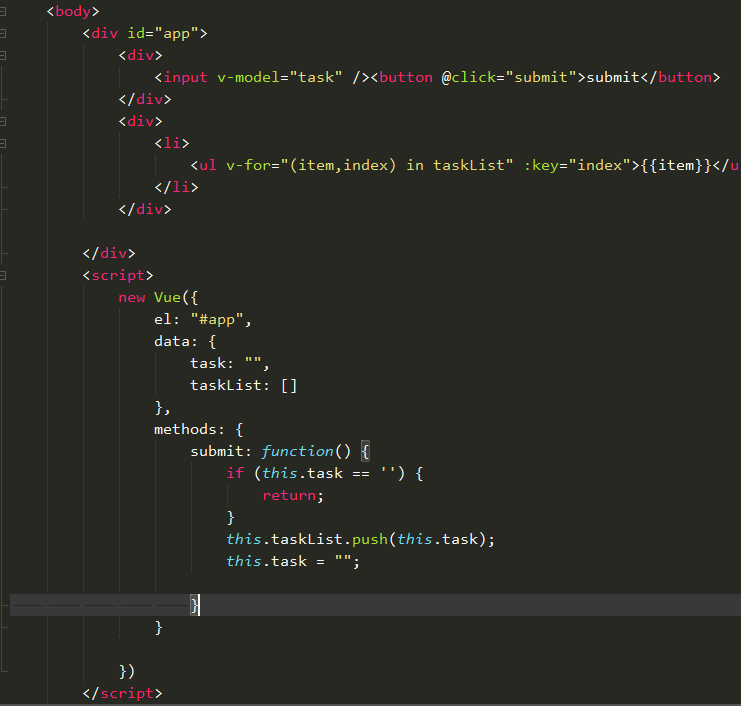 <body>
<div id="app">
<div>
<input v-model="task" /><button @click="submit">submit</button>
</div>
<div>
<li>
<ul v-for="(item,index) in taskList" :key="index">{{item}}</u
</li>
</div>
</div>
<script>
new Vue({
el: "#app",
data: {
task: "",
taskList: []
},
methods: {
submit: function() {
if (this.task == '') {
return;
}
this.taskList.push(this.task);
this.task = "";
}
}
})
</script>